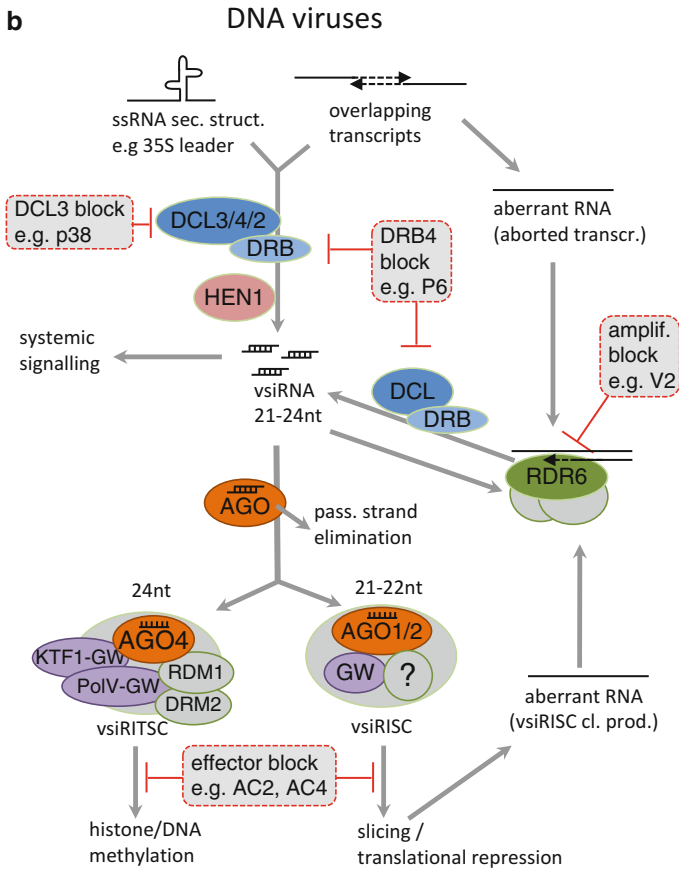 b
DNA viruses
ssRNA sec. struct.
e.g 35S leader
overlapping
transcripts
DCL3 block
e.g. p38
DCL3/4/2
DRB
DRB4
block
e.g. P6
aberrant RNA
(aborted transcr.)
HEN1
systemic
signalling
vsiRNA
21-24nt
DCL
DRB
amplif.
block
e.g. V2
RDR6
AGO
pass. strand
elimination
24nt
21-22nt
AGO4
KTF1-GW
PolV-GW
RDM1
DRM2
vsiRITSC
AGO1/2
GW
?
vsiRISC
aberrant RNA
(vsiRISC cl. prod.)
effector block
e.g. AC2, AC4
histone/DNA
methylation
slicing /
translational repression